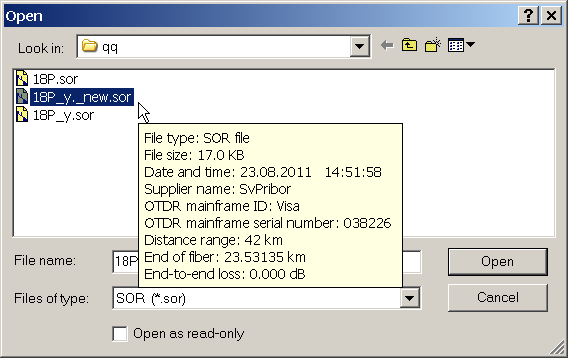 Open
Look in: qq
18P.sor
18P_y._new.sor
18P_y.sor
File type: SOR file
File size: 17.0 KB
Date and time: 23.08.2011 14:51:58
Supplier name: SvPribor
OTDR mainframe ID: Visa
OTDR mainframe serial number: 038226
Distance range: 42 km
End of fiber: 23.53135 km
End-to-end loss: 0.000 dB
File name: 18P
Open
Files of type: SOR (*.sor)
Cancel
Open as read-only